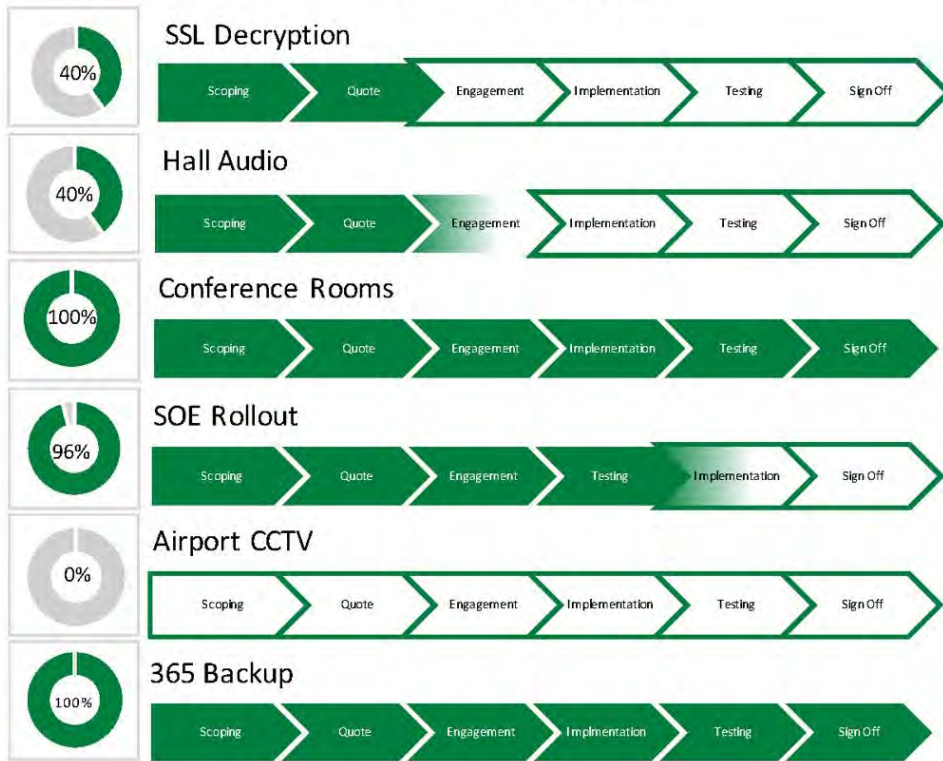 SSL Decryption
40%
Scoping Quote Engagement Implementation Testing Sign Off
Hall Audio
40%
Scoping Quote Engagement Implementation Testing Sign Off
Conference Rooms
100%
Scoping Quote Engagement Implementation Testing Sign Off
SOE Rollout
96%
Scoping Quote Engagement Testing Implementation Sign Off
Airport CCTV
0%
Scoping Quote Engagement Implementation Testing Sign Off
365 Backup
100%
Scoping Quote Engagement Implmentation Testing Sign Off